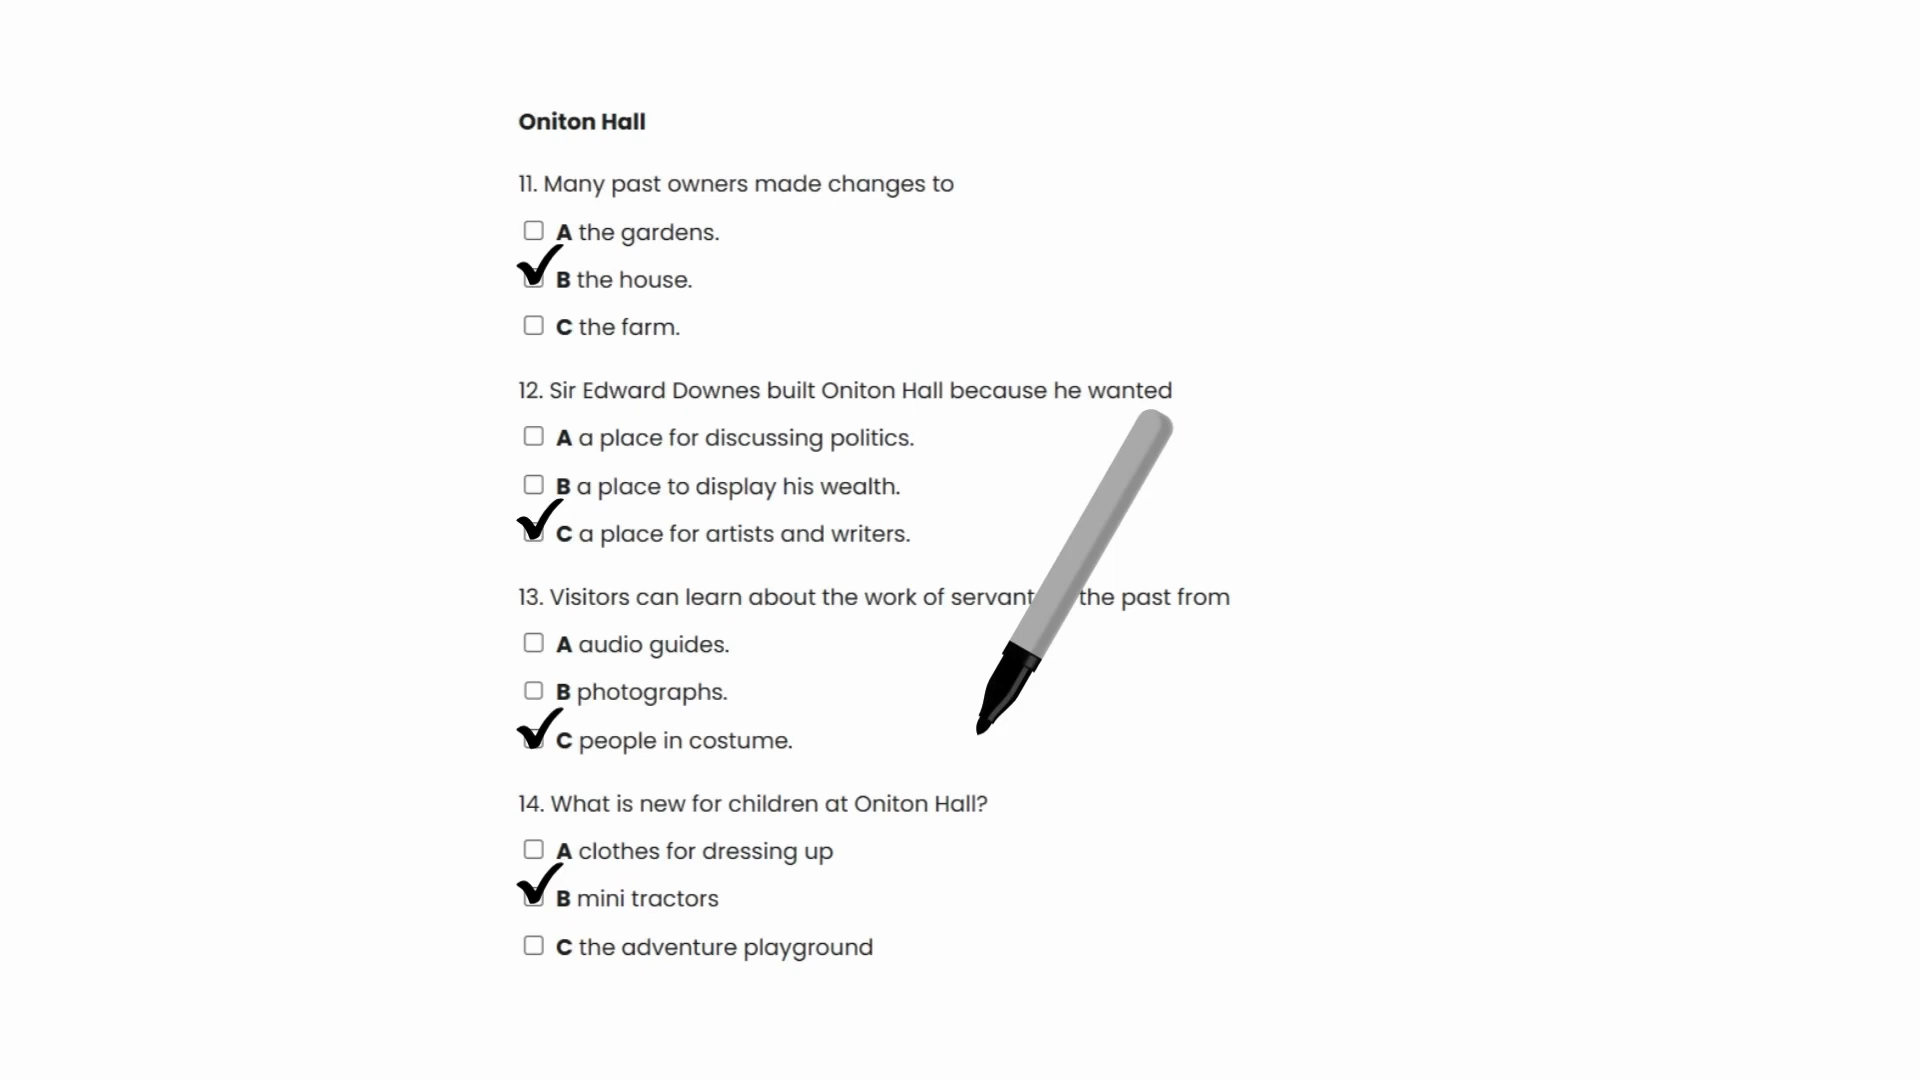 Oniton Hall
11. Many past owners made changes to
A the gardens.
B the house.
C the farm.
12. Sir Edward Downes built Oniton Hall because he wanted
A a place for discussing politics.
B a place to display his wealth.
C a place for artists and writers.
13. Visitors can learn about the work of servant the past from
A audio guides.
B photographs.
C people in costume.
14. What is new for children at Oniton Hall?
A clothes for dressing up
B mini tractors
C the adventure playground